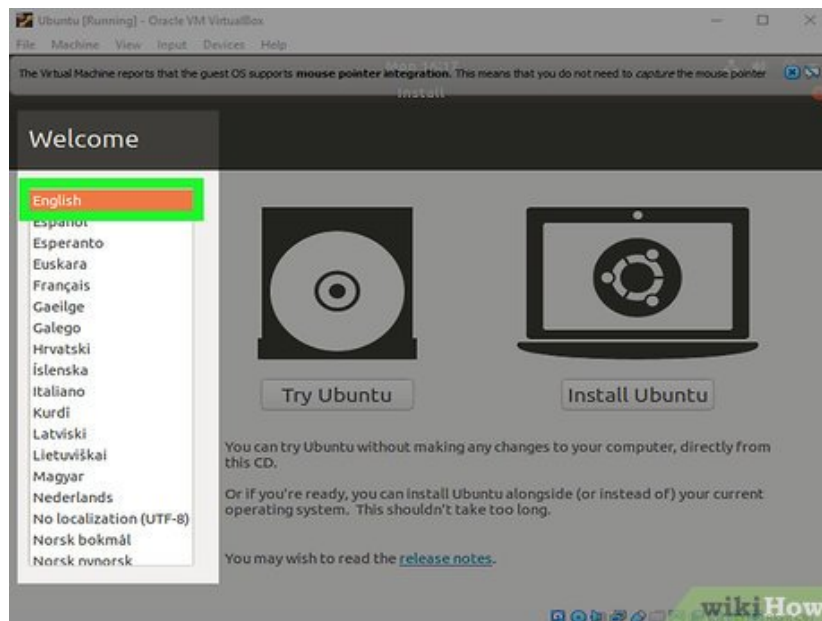 Ubuntu [Running] - Oracle VM VirtualBox
File Machine View Input Devices Help
Mon 16:17
The Virtual Machine reports that the guest OS supports mouse pointer integration. This means that you do not need to capture the mouse pointer
Install
Welcome
English
Español
Esperanto
Euskara
Français
Gaeilge
Galego
Hrvatski
Íslenska
Italiano
Kurdî
Latviski
Lietuviškai
Magyar
Nederlands
No localization (UTF-8)
Norsk bokmål
Norsk nynorsk
Try Ubuntu
Install Ubuntu
You can try Ubuntu without making any changes to your computer, directly from
this CD.
Or if you're ready, you can install Ubuntu alongside (or instead of) your current
operating system. This shouldn't take too long.
You may wish to read the release notes.
wikiHow